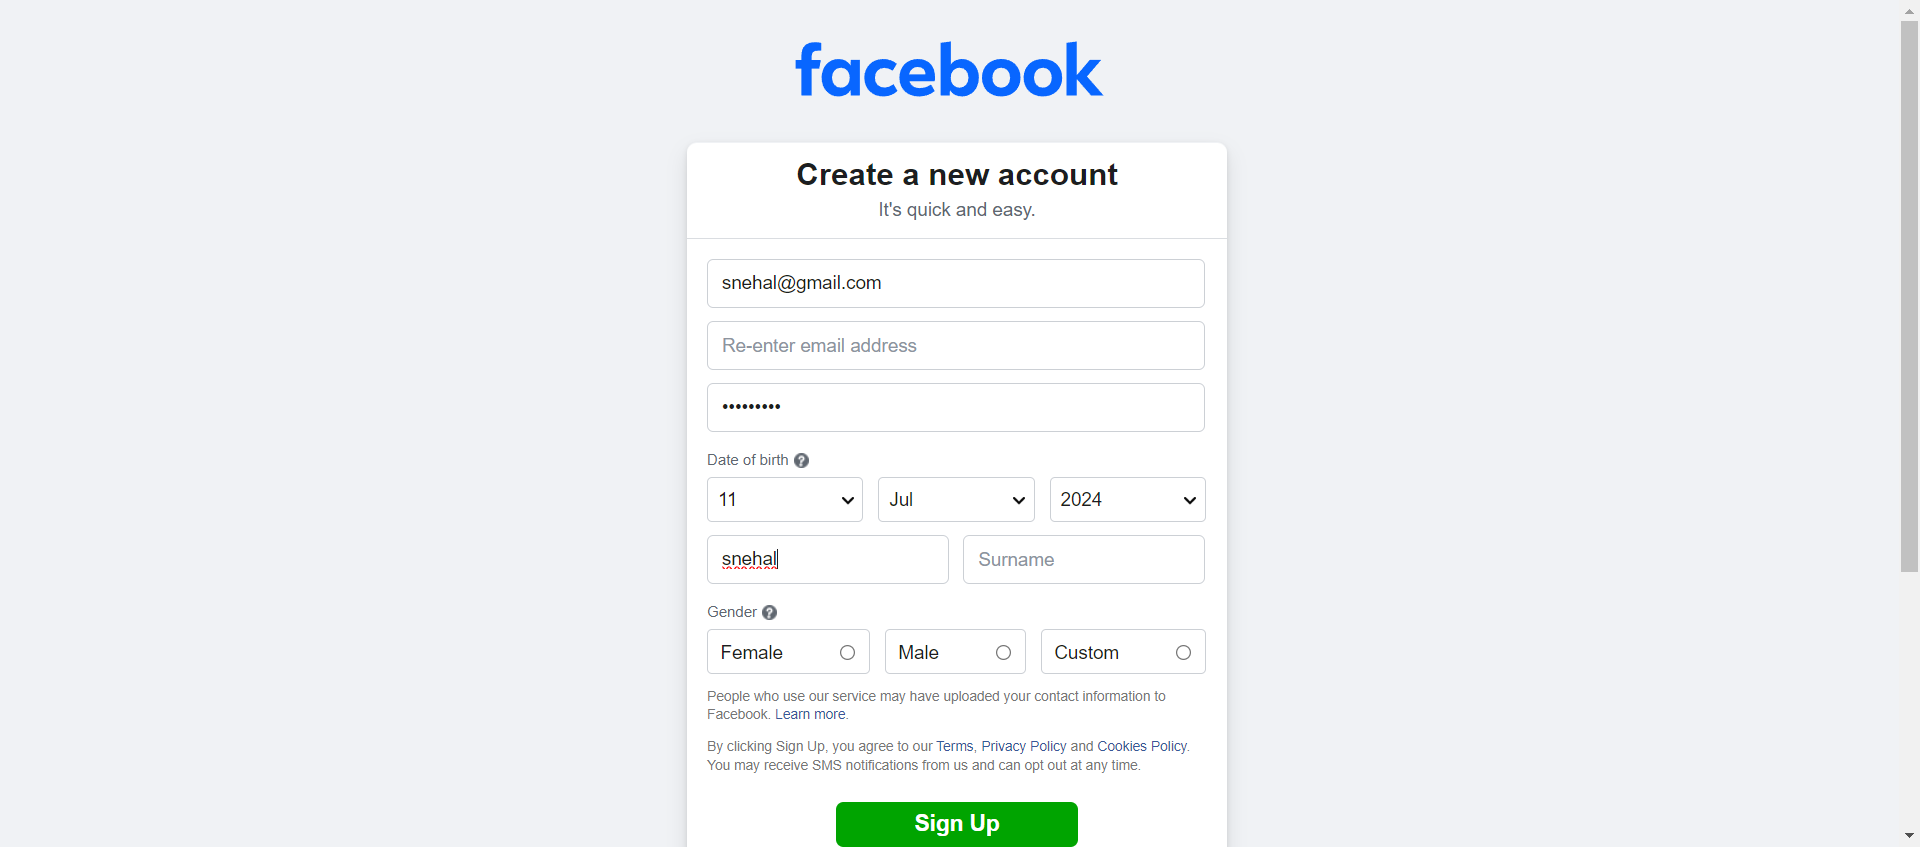 facebook
Create a new account
It's quick and easy.
snehal@gmail.com
Re-enter email address
•••••••••
Date of birth ?
11 Jul 2024
snehal Surname
Gender ?
Female Male Custom
People who use our service may have uploaded your contact information to
Facebook. Learn more.
By clicking Sign Up, you agree to our Terms, Privacy Policy and Cookies Policy.
You may receive SMS notifications from us and can opt out at any time.
Sign Up